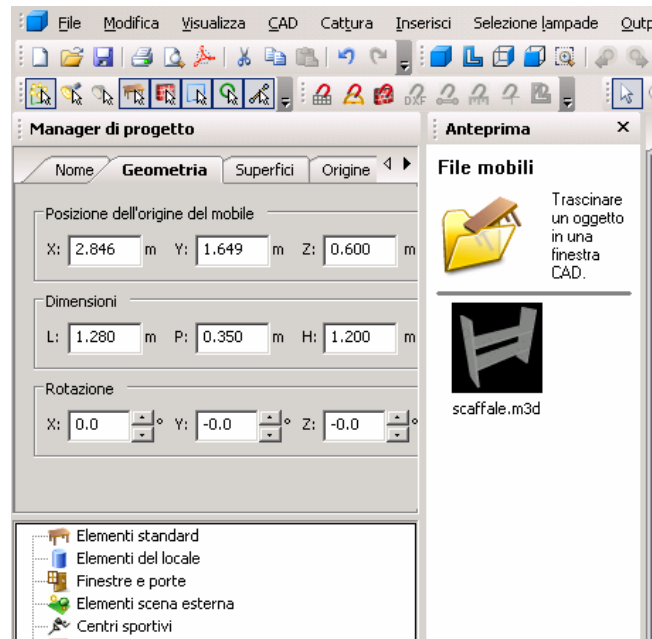 File Modifica Visualizza CAD Cattura Inserisci Selezione lampade
DXF
Manager di progetto
Nome Geometria Superfici Origine
Posizione dell'origine del mobile
X: 2.846 m Y: 1.649 m Z: 0.600 m
Dimensioni
L: 1.280 m P: 0.350 m H: 1.200 m
Rotazione
X: 0.0 ° Y: -0.0 ° Z: -0.0 °
Elementi standard
Elementi del locale
Finestre e porte
Elementi scena esterna
Centri sportivi
Anteprima
File mobili
Trascinare
un oggetto
in una
finestra
CAD.
scaffale.m3d